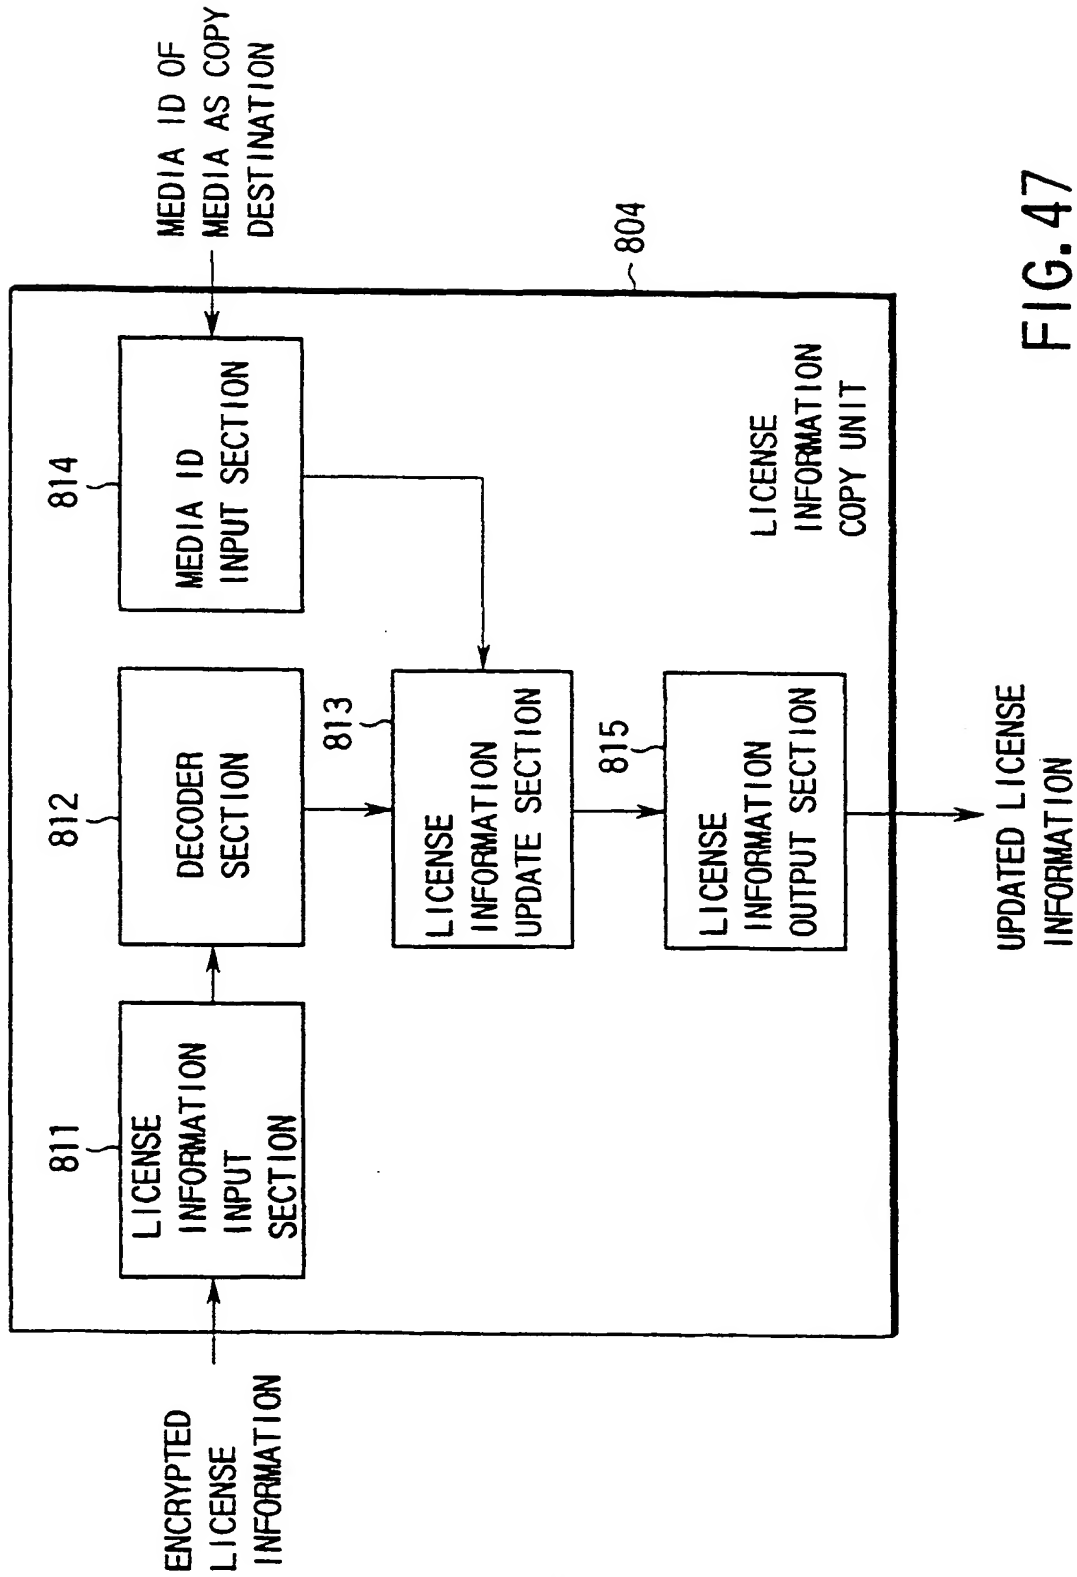 ENCRYPTED
LICENSE
INFORMATION
811
LICENSE
INFORMATION
INPUT
SECTION
812
DECODER
SECTION
814
MEDIA ID
INPUT SECTION
MEDIA ID OF
MEDIA AS COPY
DESTINATION
813
LICENSE
INFORMATION
UPDATE SECTION
815
LICENSE
INFORMATION
OUTPUT SECTION
LICENSE
INFORMATION
COPY UNIT
804
UPDATED LICENSE
INFORMATION
FIG. 47